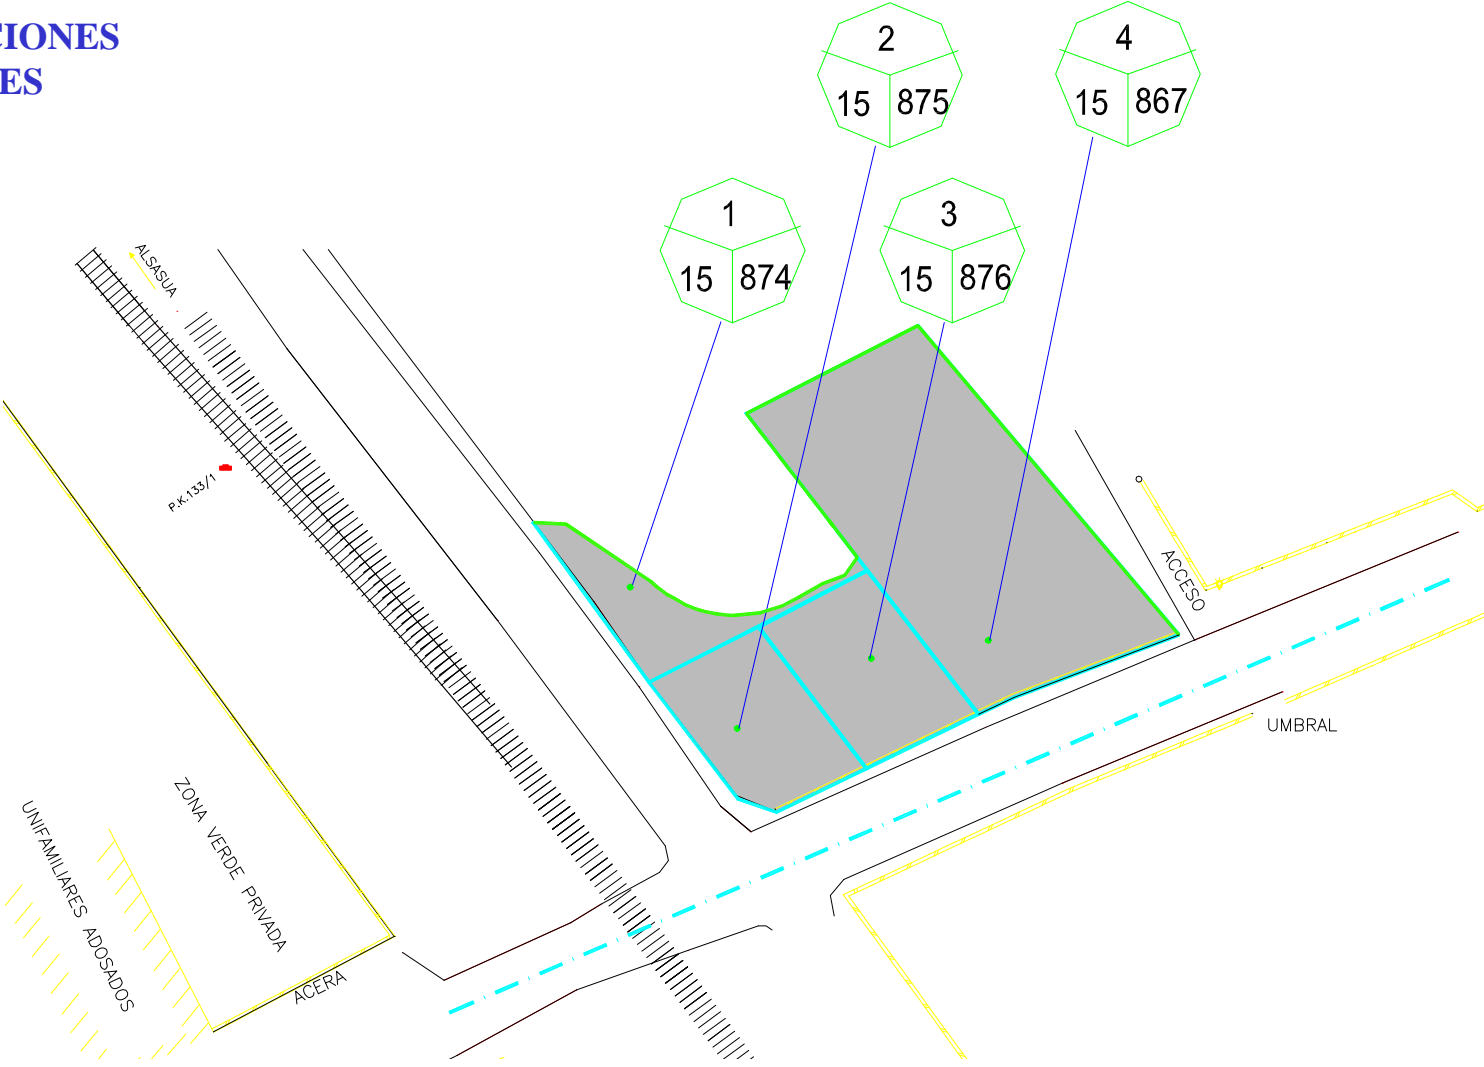 CIONES
ES
2
15 875
4
15 867
1
15 874
3
15 876
ALSASUA
P.K.133/1
ACCESO
UMBRAL
ZONA VERDE PRIVADA
UNIFAMILIARES ADOSADOS
ACERA